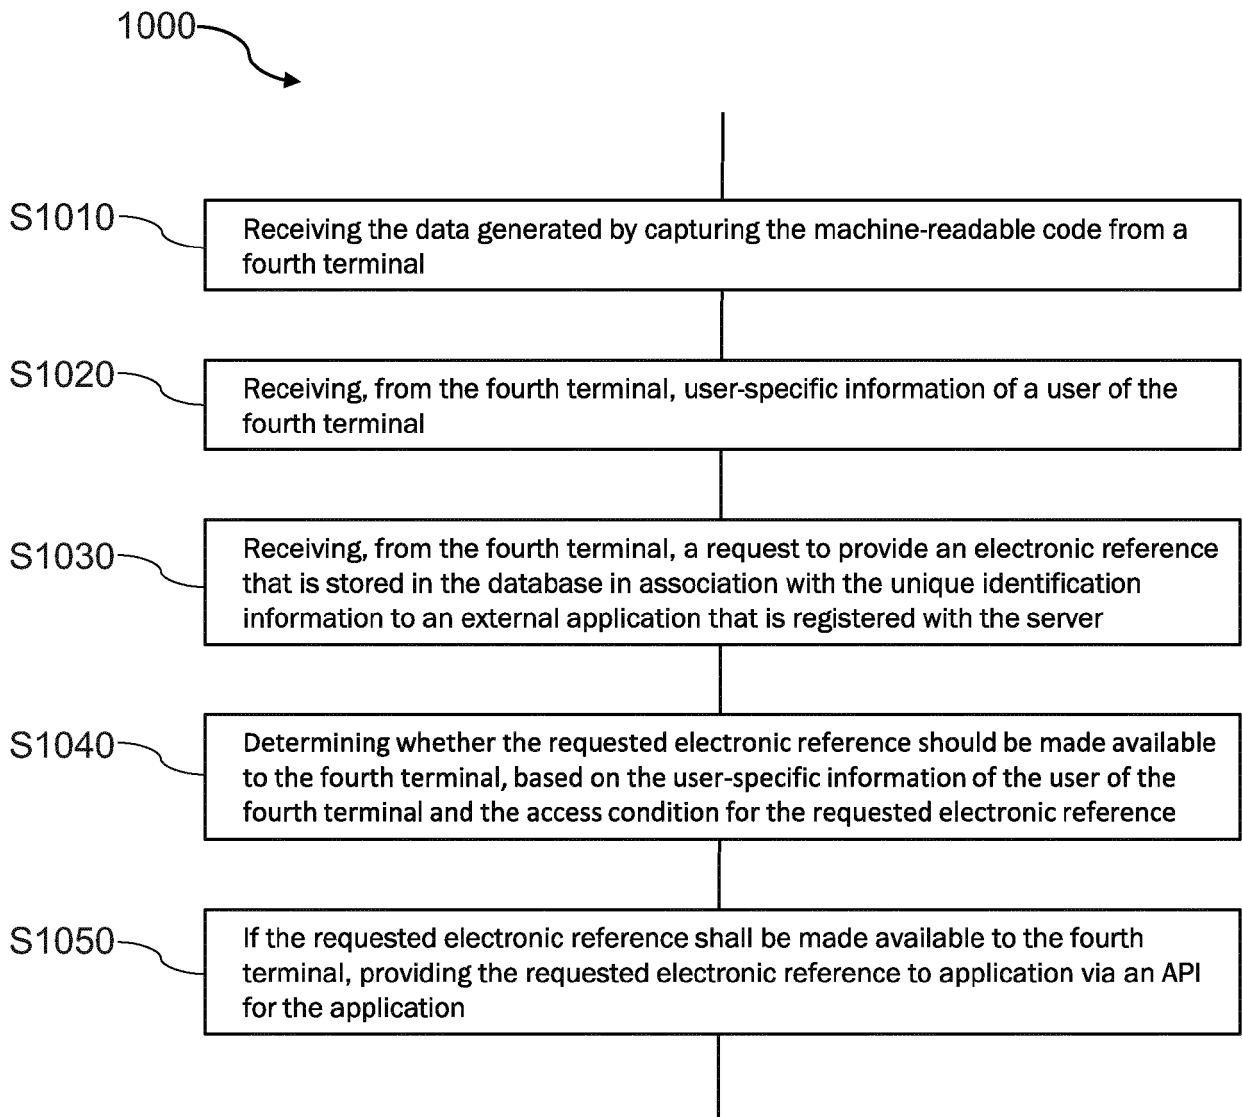 1000
S1010
Receiving the data generated by capturing the machine-readable code from a
fourth terminal
S1020
Receiving, from the fourth terminal, user-specific information of a user of the
fourth terminal
S1030
Receiving, from the fourth terminal, a request to provide an electronic reference
that is stored in the database in association with the unique identification
information to an external application that is registered with the server
S1040
Determining whether the requested electronic reference should be made available
to the fourth terminal, based on the user-specific information of the user of the
fourth terminal and the access condition for the requested electronic reference
S1050
If the requested electronic reference shall be made available to the fourth
terminal, providing the requested electronic reference to application via an API
for the application